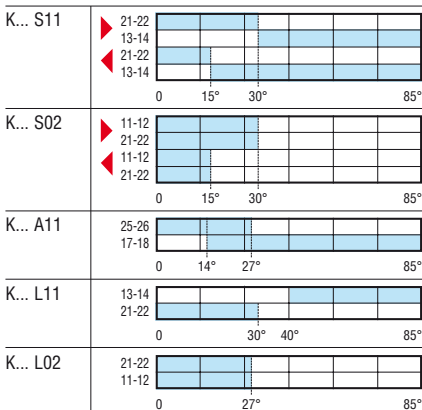 K... S11
21-22
13-14
21-22
13-14
0 15° 30° 85°
K... S02
11-12
21-22
11-12
21-22
0 15° 30° 85°
K... A11
25-26
17-18
0 14° 27° 85°
K... L11
13-14
21-22
0 30° 40° 85°
K... L02
21-22
11-12
0 27° 85°